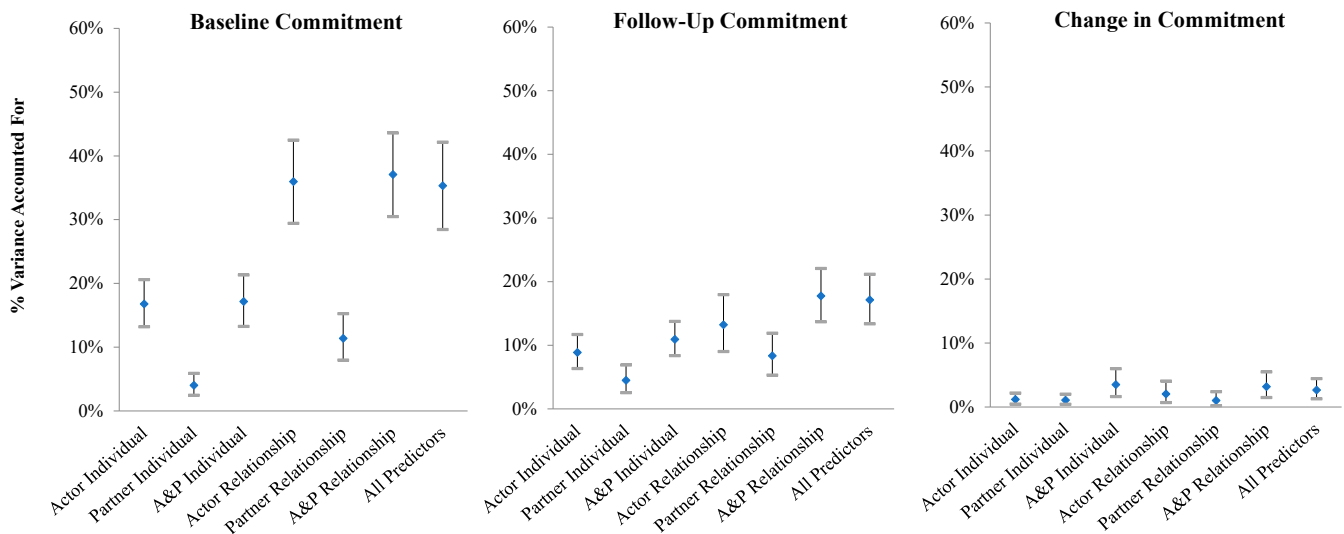 Baseline Commitment
% Variance Accounted For
60%
50%
40%
30%
20%
10%
0%
Actor Individual
Partner Individual
A&P Individual
Actor Relationship
Partner Relationship
A&P Relationship
All Predictors
Follow-Up Commitment
60%
50%
40%
30%
20%
10%
0%
Actor Individual
Partner Individual
A&P Individual
Actor Relationship
Partner Relationship
A&P Relationship
All Predictors
Change in Commitment
60%
50%
40%
30%
20%
10%
0%
Actor Individual
Partner Individual
A&P Individual
Actor Relationship
Partner Relationship
A&P Relationship
All Predictors